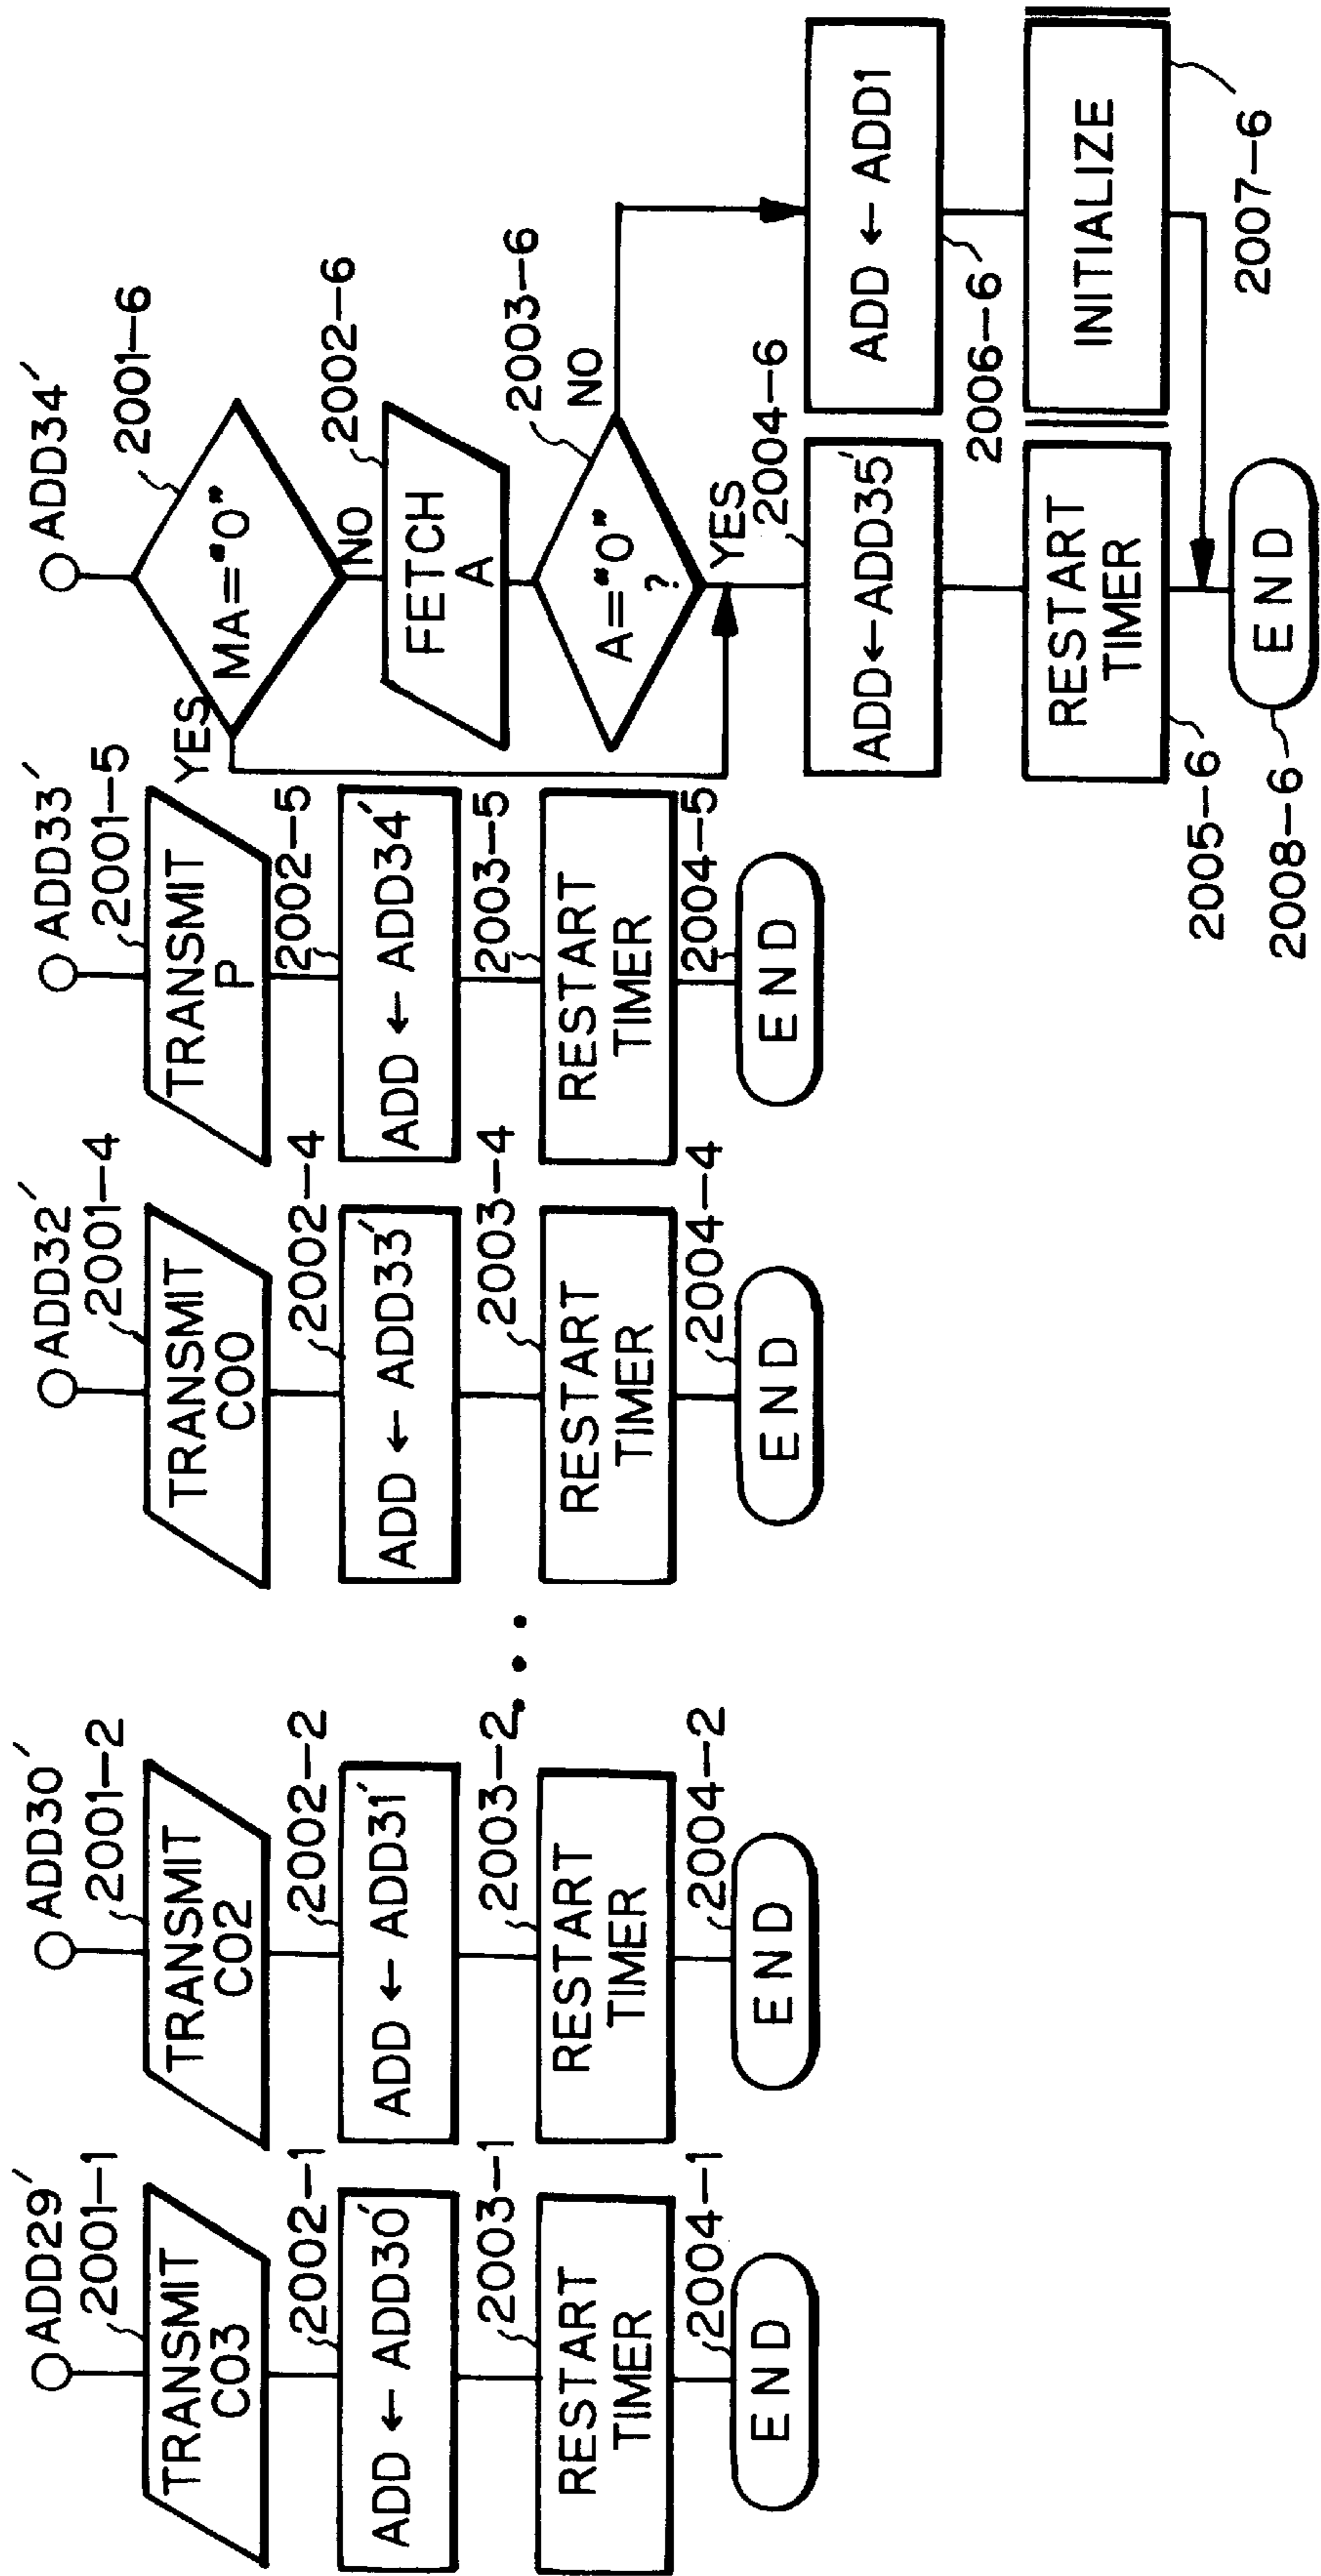 ADD29′
2001-1
TRANSMIT
CO3
2002-1
ADD ← ADD30′
2003-1
RESTART
TIMER
2004-1
END
ADD30′
2001-2
TRANSMIT
CO2
2002-2
ADD ← ADD31′
2003-2
RESTART
TIMER
2004-2
END
...
ADD32′
2001-4
TRANSMIT
COO
2002-4
ADD ← ADD33′
2003-4
RESTART
TIMER
2004-4
END
ADD33′
2001-5
TRANSMIT
P
2002-5
ADD ← ADD34′
2003-5
RESTART
TIMER
2004-5
END
ADD34′
2001-6
MA="0"
YES
NO
2002-6
FETCH
A
2003-6
A="0"
?
NO
YES
2004-6
ADD←ADD35′
2005-6
RESTART
TIMER
ADD ← ADD1
2006-6
INITIALIZE
2007-6
END
2008-6